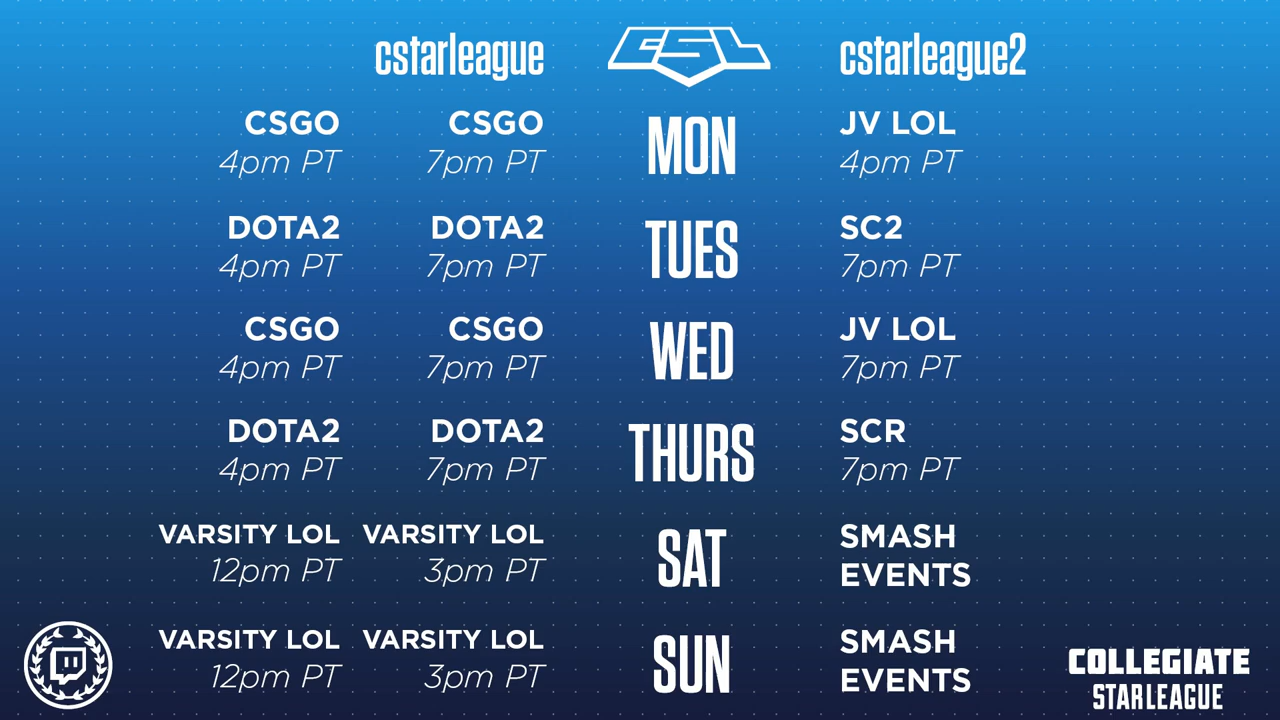 cstarleague CSL cstarleague2
CSGO CSGO MON JV LOL
4pm PT 7pm PT 4pm PT
DOTA2 DOTA2 TUES SC2
4pm PT 7pm PT 7pm PT
CSGO CSGO WED JV LOL
4pm PT 7pm PT 7pm PT
DOTA2 DOTA2 THURS SCR
4pm PT 7pm PT 7pm PT
VARSITY LOL VARSITY LOL SAT SMASH
12pm PT 3pm PT EVENTS
VARSITY LOL VARSITY LOL SUN SMASH
12pm PT 3pm PT EVENTS
COLLEGIATE
STARLEAGUE